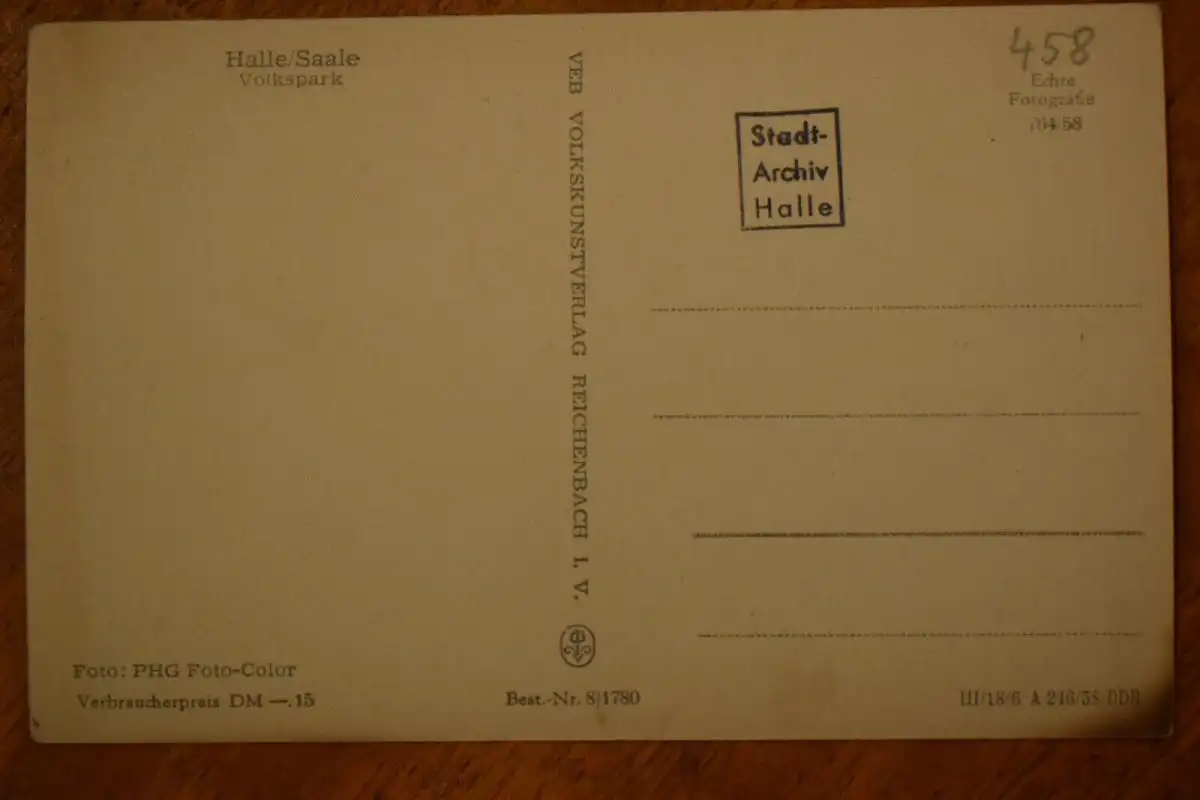 Halle/Saale
Volkspark
VEB VOLKSKUNSTVERLAG REICHENBACH I. V.
458
Echte
Fotografie
704/58
Stadt-
Archiv
Halle
Foto: PHG Foto-Color
Verbraucherpreis DM —.15
Best.-Nr. 8/1780
III/18/6 A 246/58/DDR